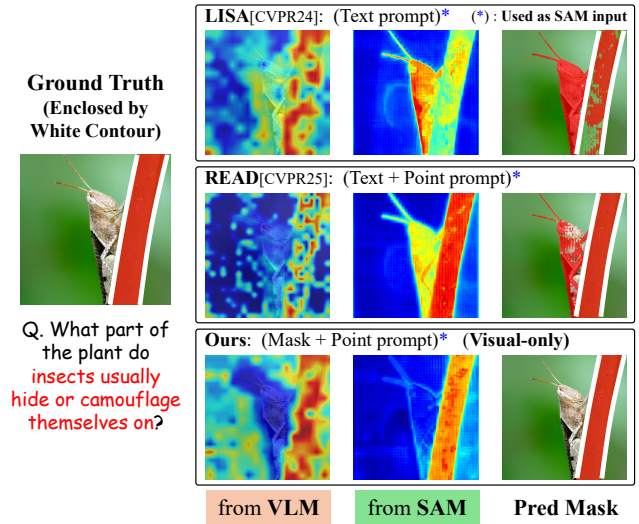 Ground Truth
(Enclosed by
White Contour)
Q. What part of
the plant do
insects usually
hide or camouflage
themselves on?
LISA[CVPR24]: (Text prompt)* (*) : Used as SAM input
READ[CVPR25]: (Text + Point prompt)*
Ours: (Mask + Point prompt)* (Visual-only)
from VLM from SAM Pred Mask